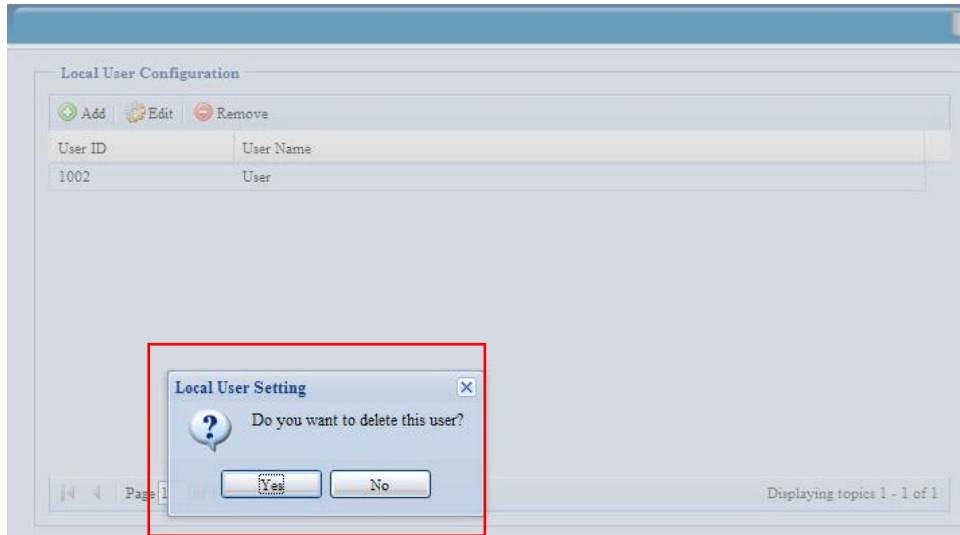 Local User Configuration
Add Edit Remove
User ID User Name
1002 User
Local User Setting
Do you want to delete this user?
Yes No
Page 1 Displaying topics 1 - 1 of 1